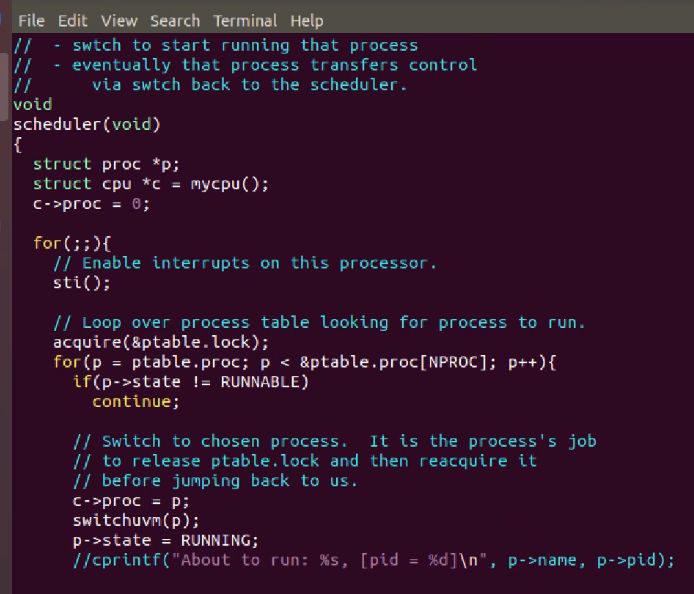 File Edit View Search Terminal Help
//  - swtch to start running that process
//  - eventually that process transfers control
//      via swtch back to the scheduler.
void
scheduler(void)
{
  struct proc *p;
  struct cpu *c = mycpu();
  c->proc = 0;

  for(;;){
    // Enable interrupts on this processor.
    sti();

    // Loop over process table looking for process to run.
    acquire(&ptable.lock);
    for(p = ptable.proc; p < &ptable.proc[NPROC]; p++){
      if(p->state != RUNNABLE)
        continue;

      // Switch to chosen process.  It is the process's job
      // to release ptable.lock and then reacquire it
      // before jumping back to us.
      c->proc = p;
      switchuvm(p);
      p->state = RUNNING;
      //cprintf("About to run: %s, [pid = %d]\n", p->name, p->pid);